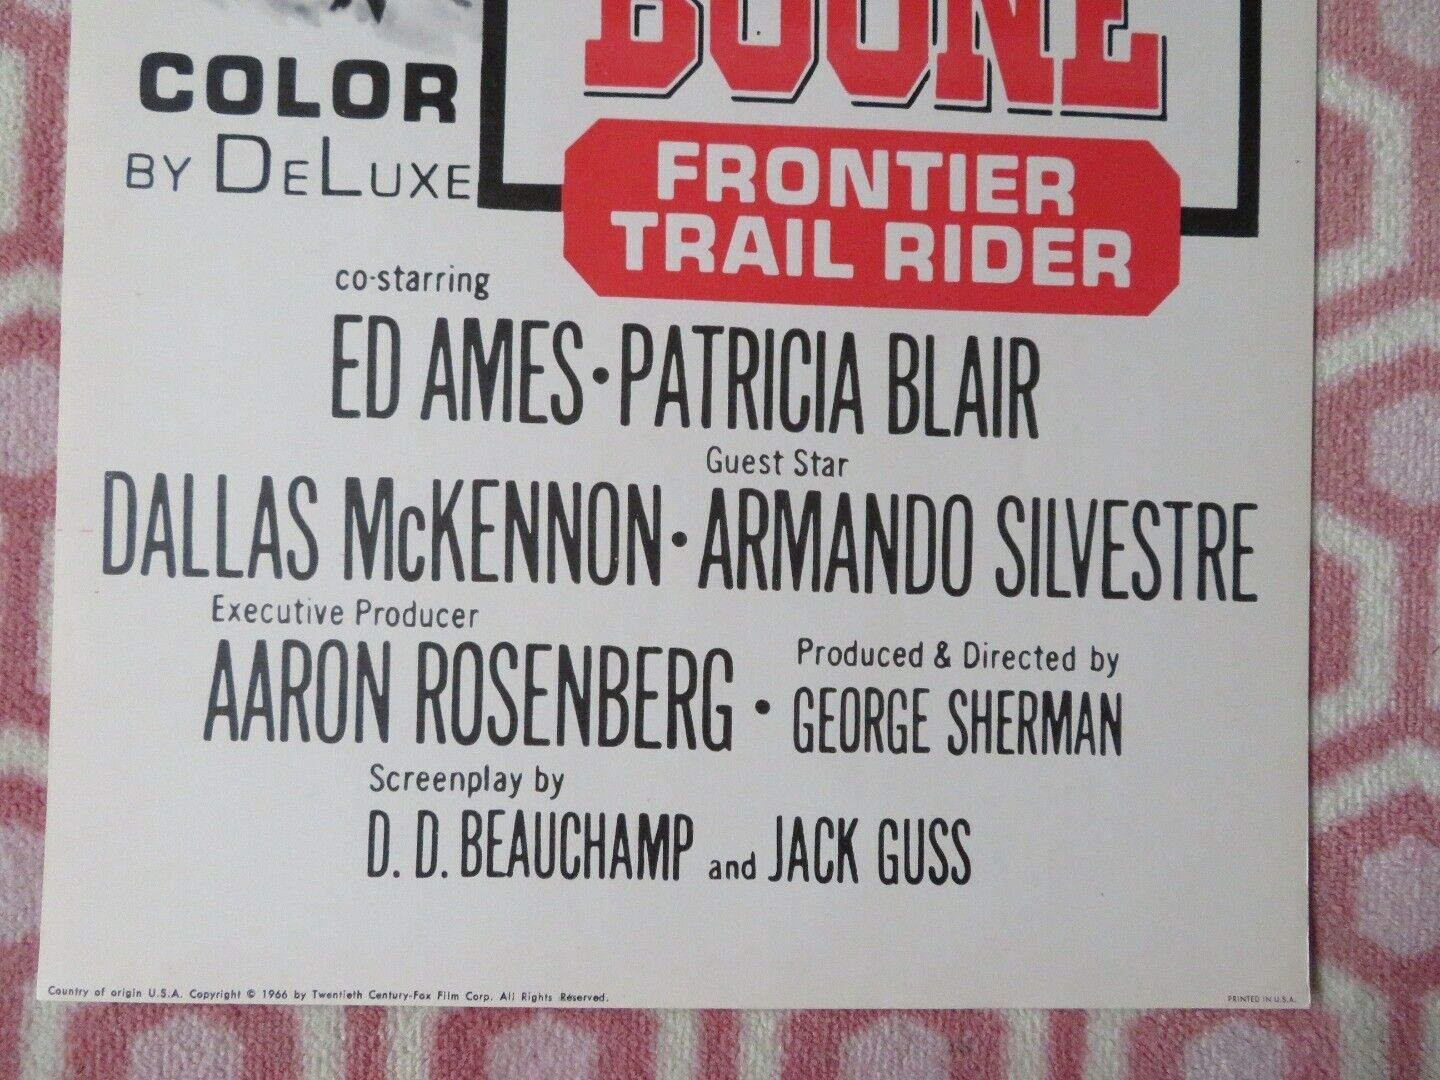 BOONE
COLOR
BY DELUXE
FRONTIER
TRAIL RIDER
co-starring
ED AMES • PATRICIA BLAIR
Guest Star
DALLAS McKENNON • ARMANDO SILVESTRE
Executive Producer
AARON ROSENBERG •
Produced & Directed by
GEORGE SHERMAN
Screenplay by
D. D. BEAUCHAMP and JACK GUSS
Country of origin U.S.A. Copyright © 1966 by Twentieth Century-Fox Film Corp. All Rights Reserved.
PRINTED IN U.S.A.